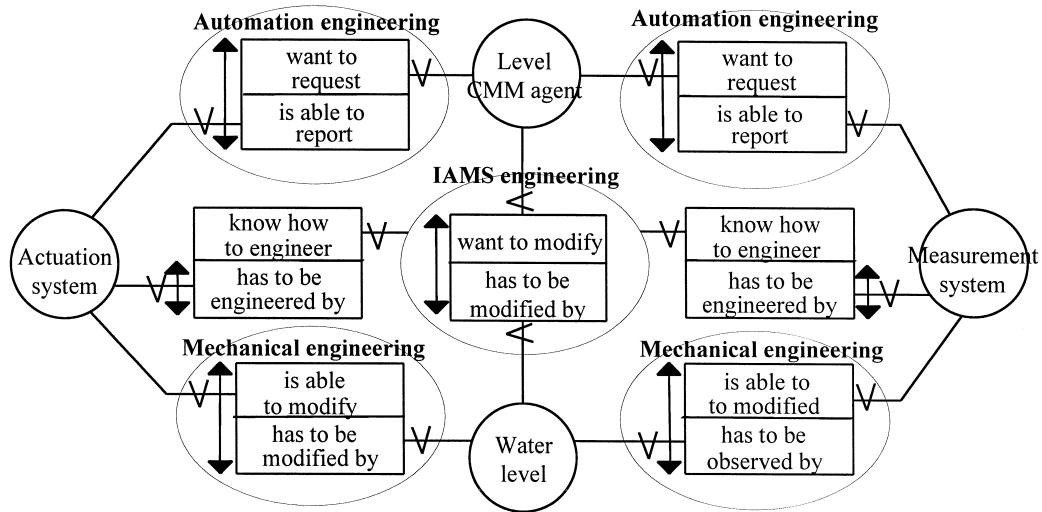 Automation engineering
want to
request
is able to
report
Level
CMM agent
Automation engineering
want to
request
is able to
report
IAMS engineering
want to modify
has to be
modified by
Actuation
system
know how
to engineer
has to be
engineered by
know how
to engineer
has to be
engineered by
Measurement
system
Mechanical engineering
is able
to modify
has to be
modified by
Water
level
Mechanical engineering
is able to
to modified
has to be
observed by